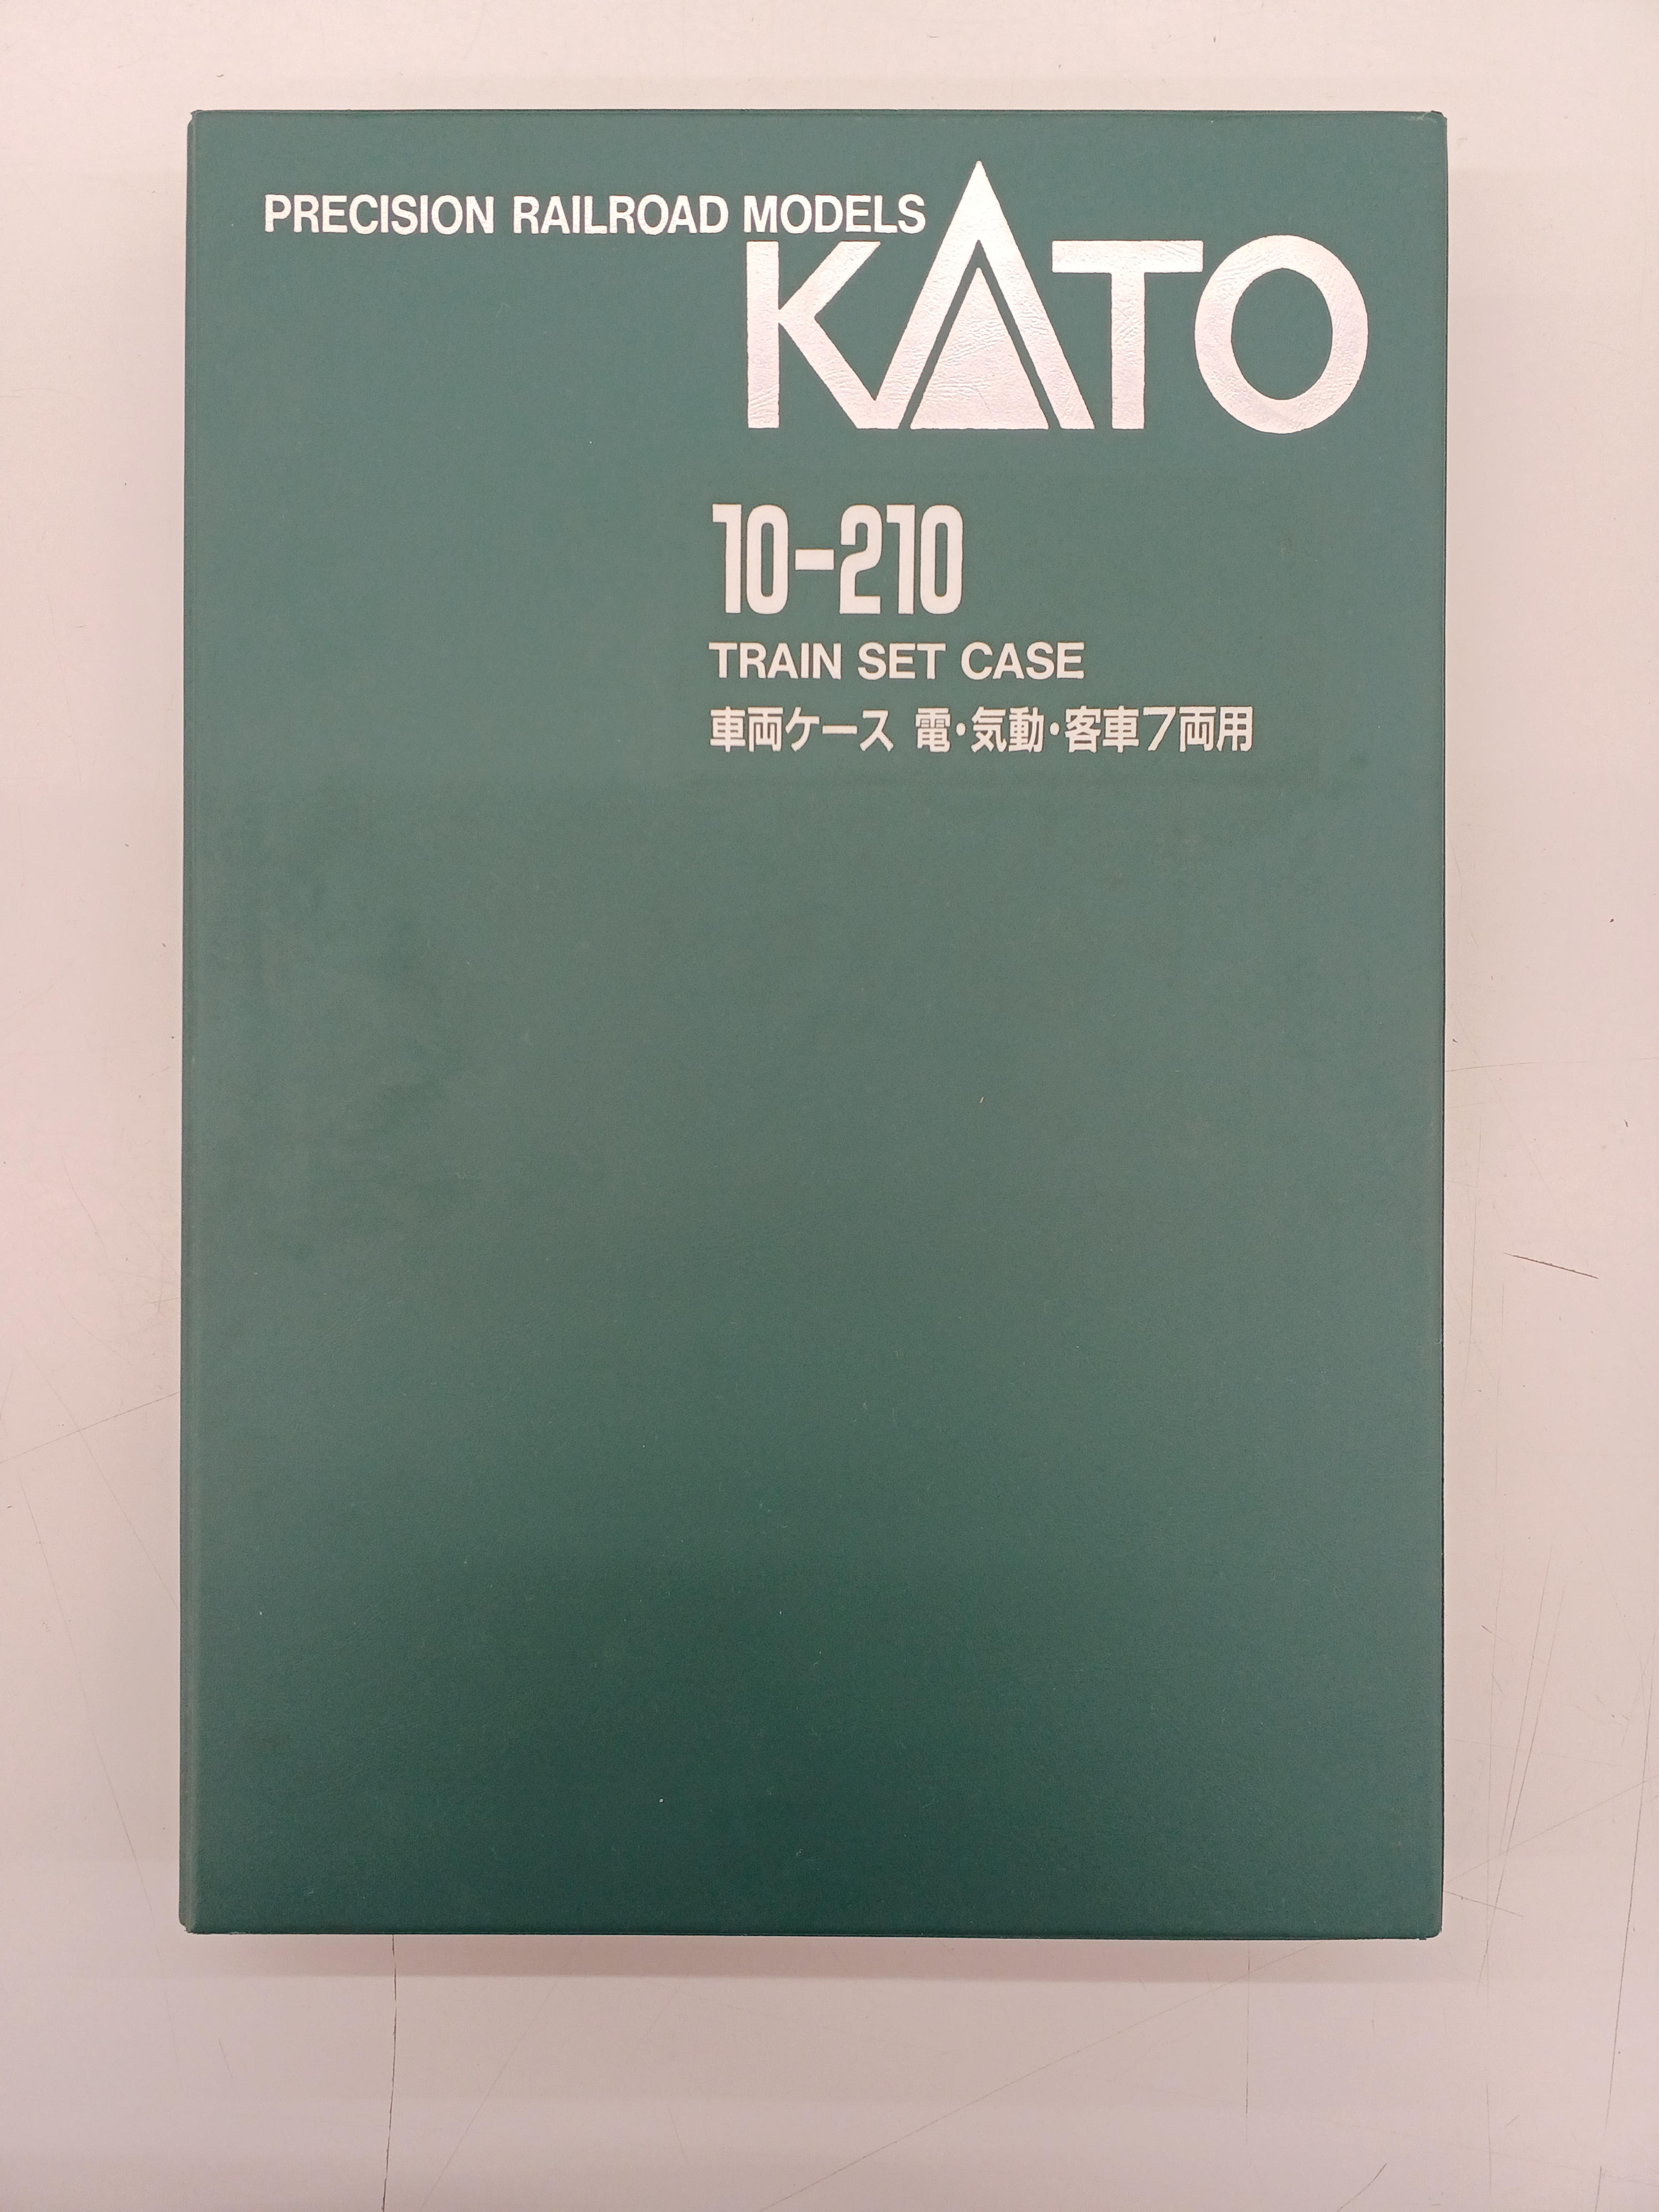 PRECISION RAILROAD MODELS
KATO
10-210
TRAIN SET CASE
車両ケース 電・気動・客車7両用